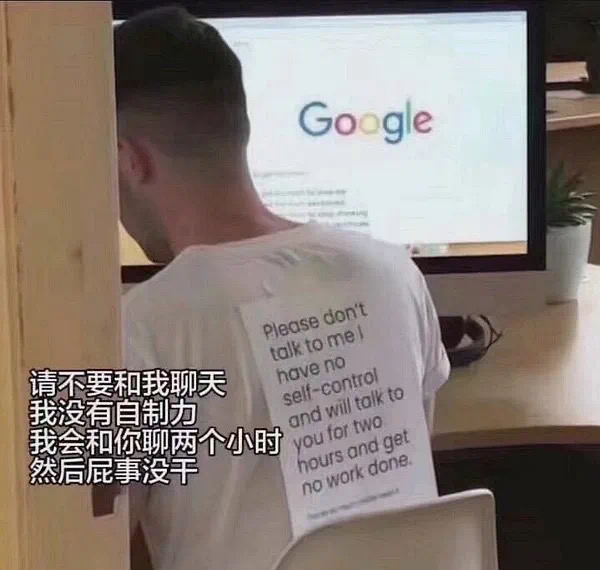 Google
Please don't
talk to me I
have no
self-control
and will talk to
you for two
hours and get
no work done.
请不要和我聊天
我没有自制力
我会和你聊两个小时
然后屁事没干